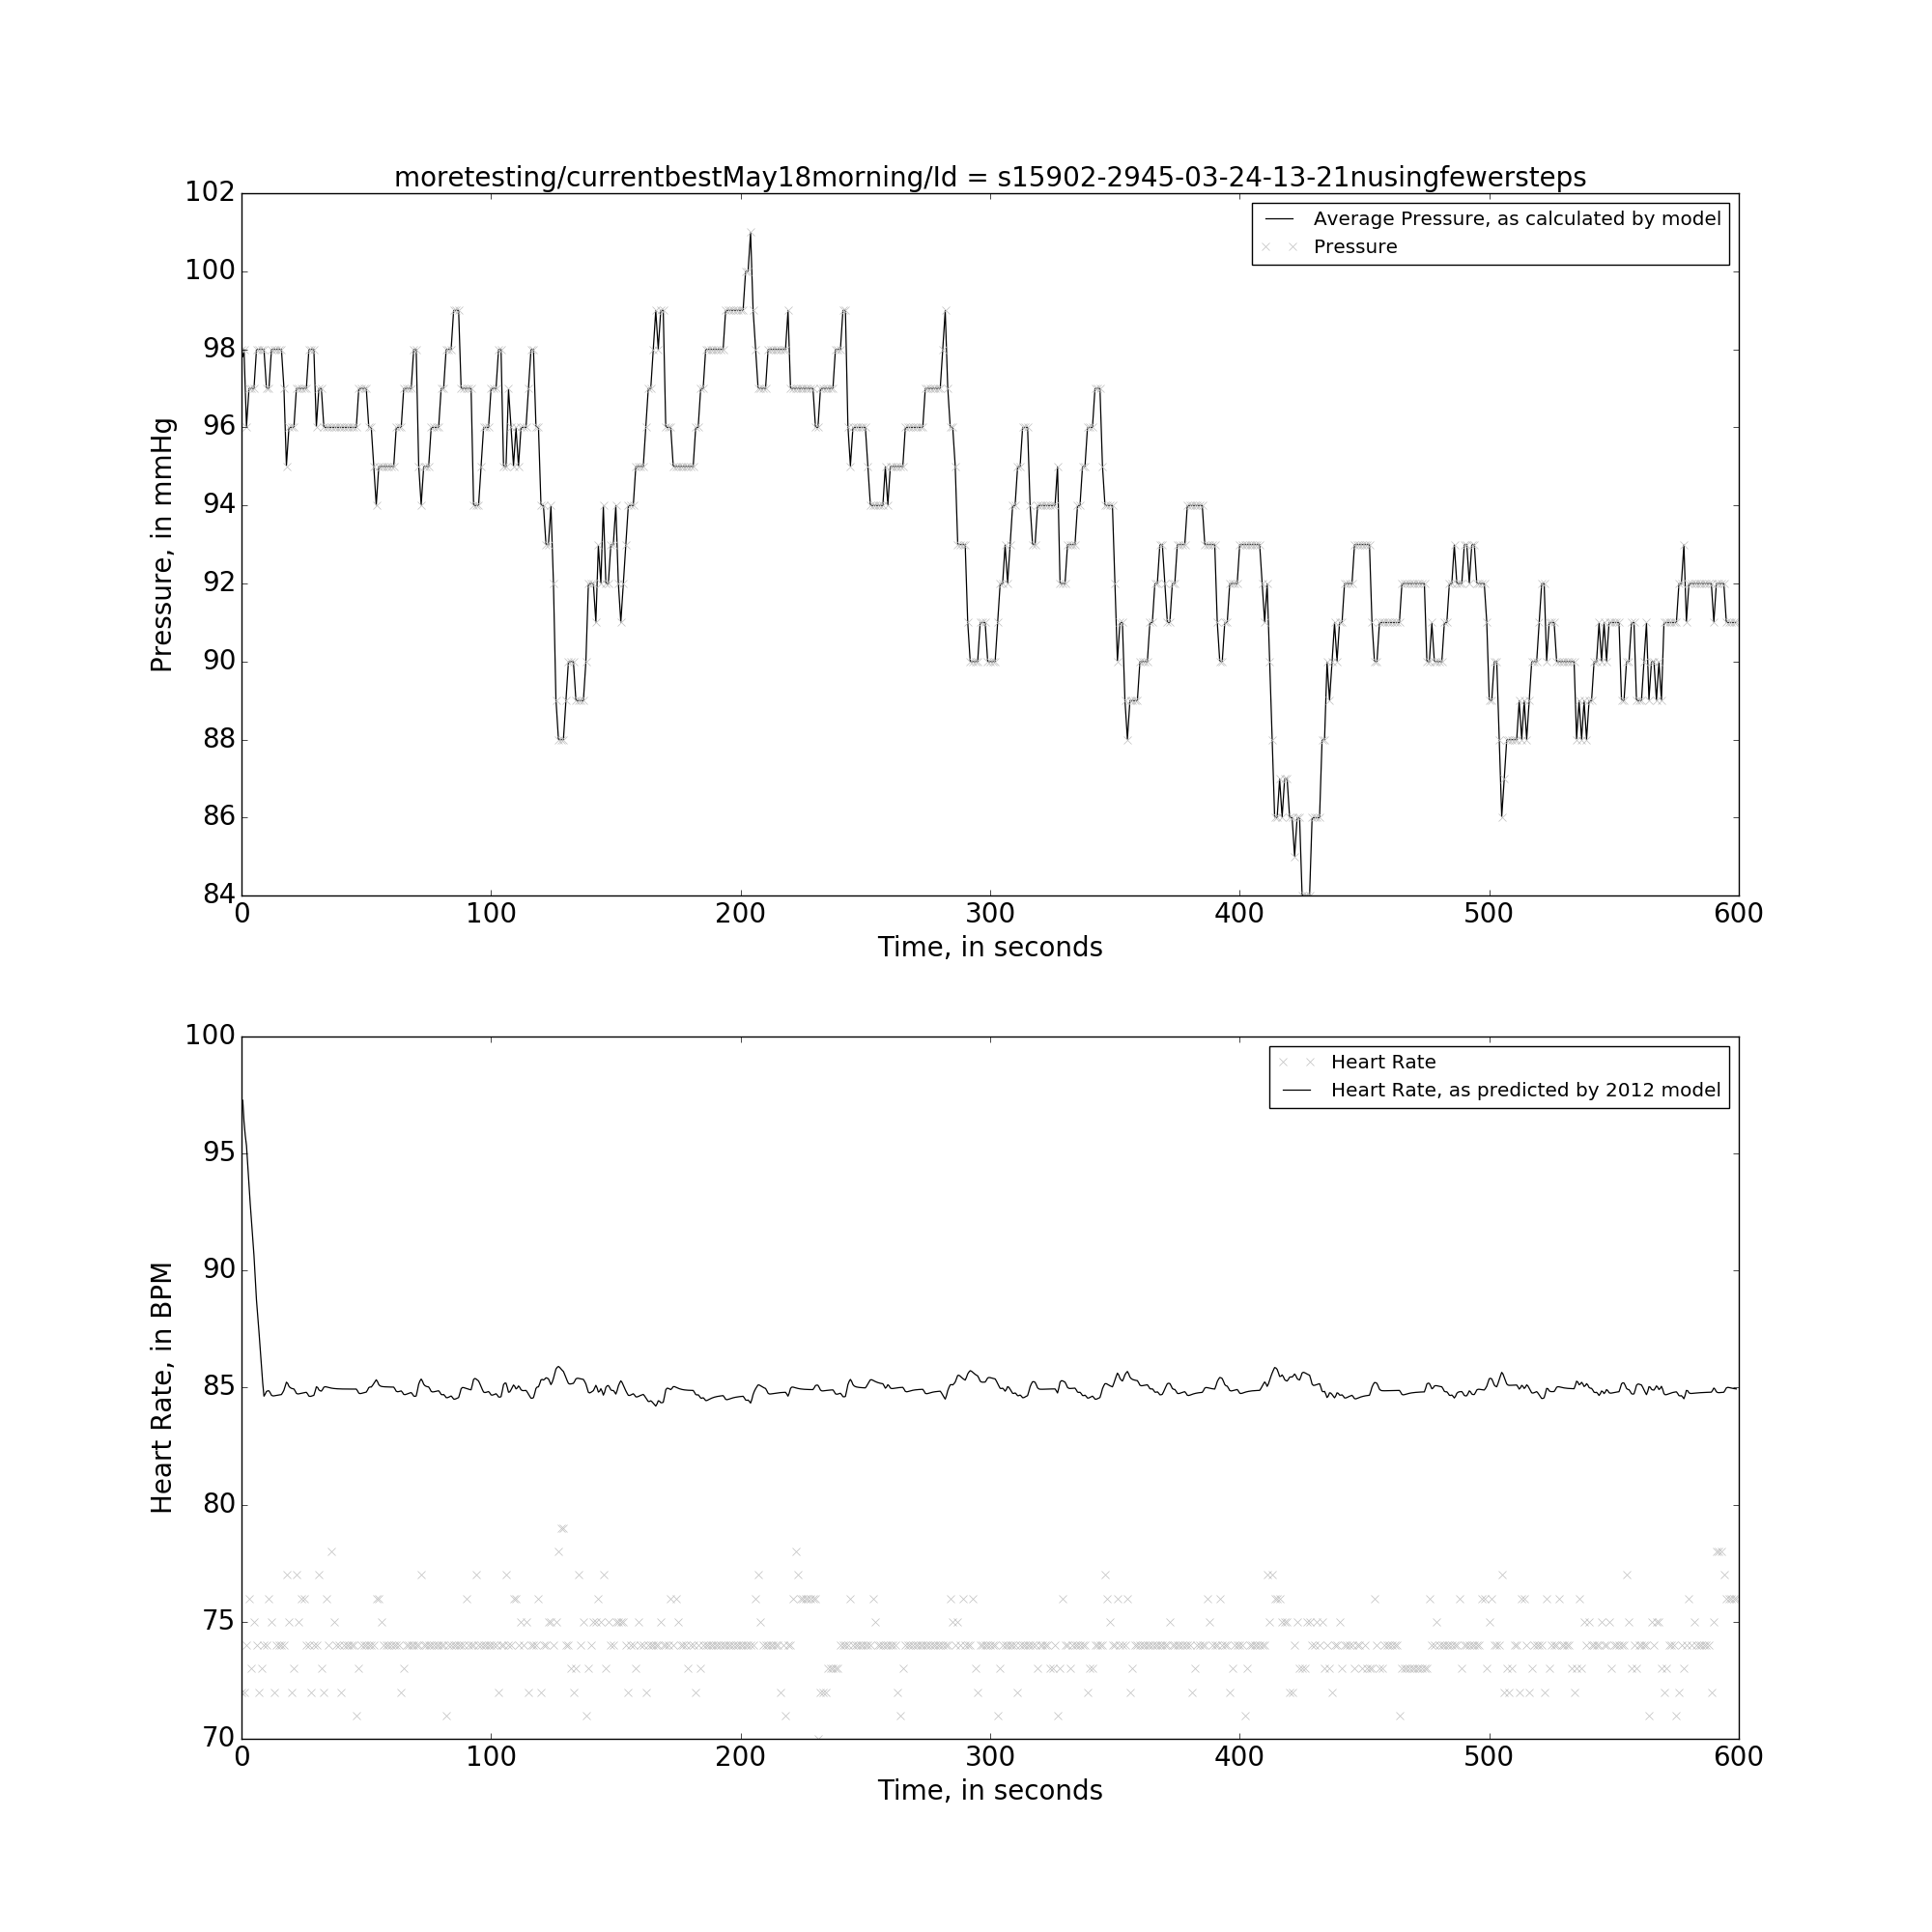 moretesting/currentbestMay18morning/Id = s15902-2945-03-24-13-21nusingfewersteps
Average Pressure, as calculated by model
Pressure
102
100
98
96
94
92
90
88
86
84
Pressure, in mmHg
0 100 200 300 400 500 600
Time, in seconds
Heart Rate
Heart Rate, as predicted by 2012 model
100
95
90
85
80
75
70
Heart Rate, in BPM
0 100 200 300 400 500 600
Time, in seconds